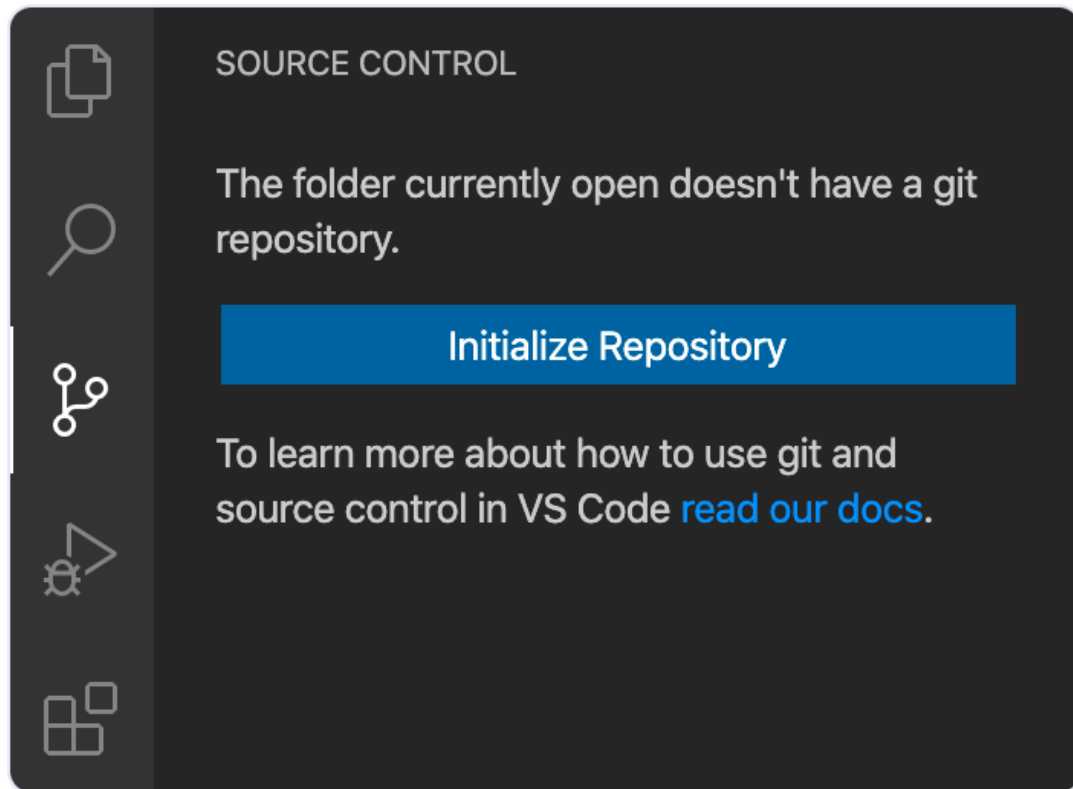 SOURCE CONTROL
The folder currently open doesn't have a git
repository.
Initialize Repository
To learn more about how to use git and
source control in VS Code read our docs.